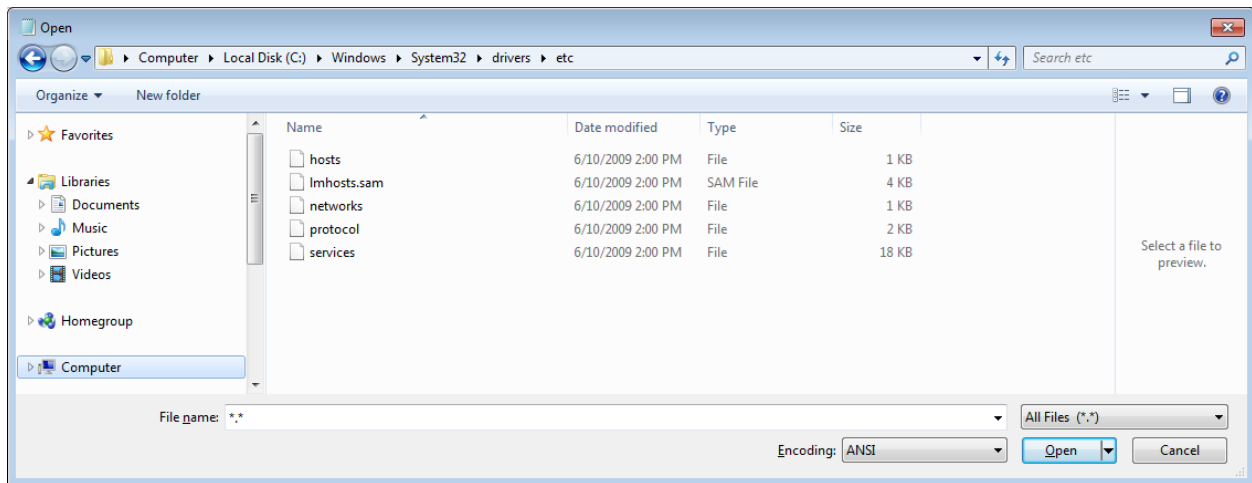 Open
Computer Local Disk (C:) Windows System32 drivers etc Search etc
Organize New folder
Favorites
Libraries
Documents
Music
Pictures
Videos
Homegroup
Computer
Name Date modified Type Size
hosts 6/10/2009 2:00 PM File 1 KB
lmhosts.sam 6/10/2009 2:00 PM SAM File 4 KB
networks 6/10/2009 2:00 PM File 1 KB
protocol 6/10/2009 2:00 PM File 2 KB
services 6/10/2009 2:00 PM File 18 KB
Select a file to
preview.
File name: *.* All Files (*.*)
Encoding: ANSI Open Cancel